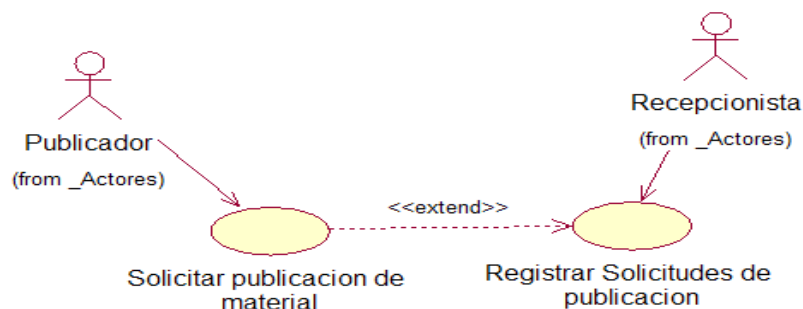 Publicador
(from _Actores)
Recepcionista
(from _Actores)
<<extend>>
Solicitar publicacion de
material
Registrar Solicitudes de
publicacion